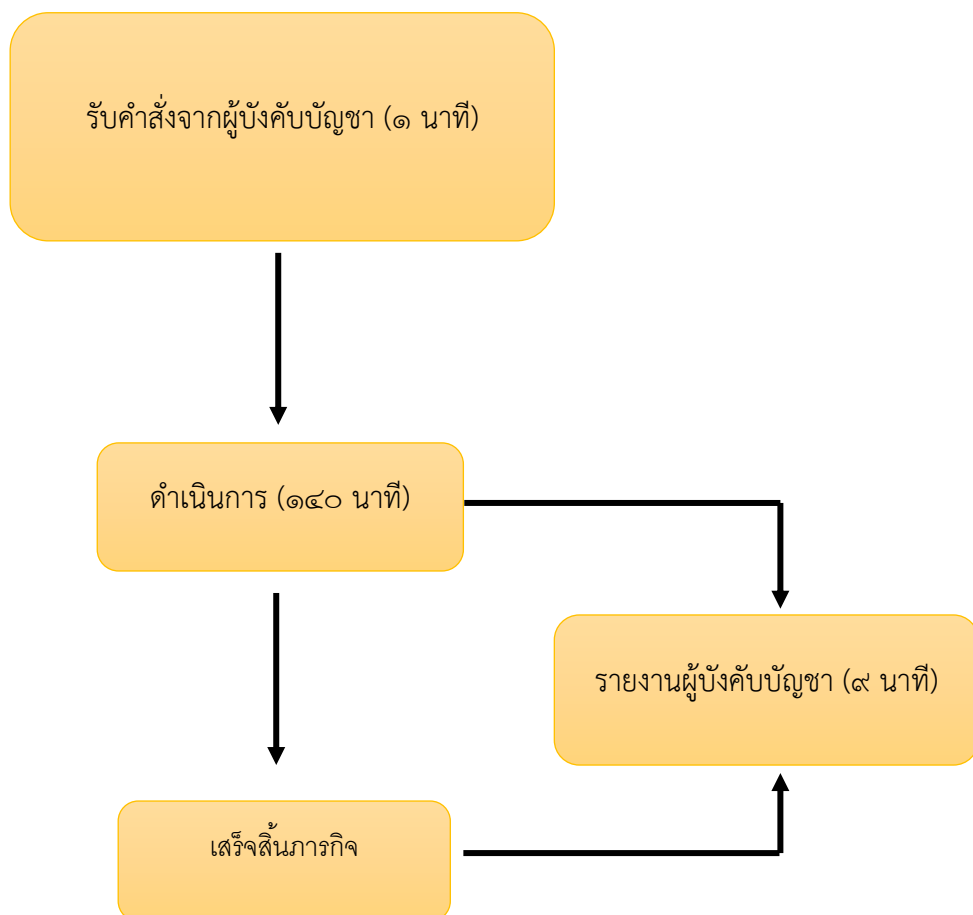 รับคำสั่งจากผู้บังคับบัญชา (๑ นาที)
ดำเนินการ (๑๔๐ นาที)
รายงานผู้บังคับบัญชา (๙ นาที)
เสร็จสิ้นภารกิจ